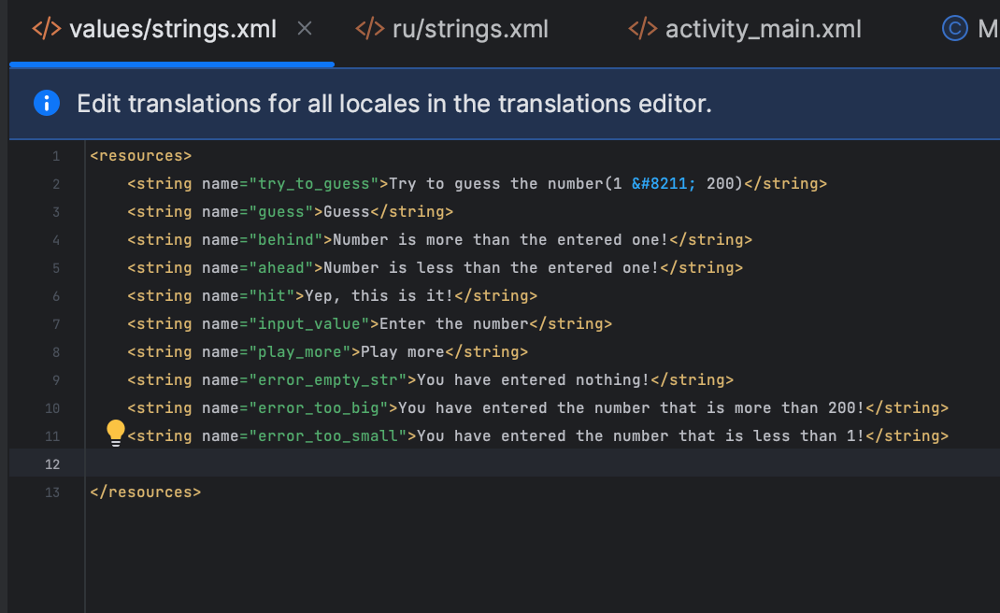 values/strings.xml ru/strings.xml activity_main.xml M
Edit translations for all locales in the translations editor.
1 <resources>
2 <string name="try_to_guess">Try to guess the number(1 &#8211; 200)</string>
3 <string name="guess">Guess</string>
4 <string name="behind">Number is more than the entered one!</string>
5 <string name="ahead">Number is less than the entered one!</string>
6 <string name="hit">Yep, this is it!</string>
7 <string name="input_value">Enter the number</string>
8 <string name="play_more">Play more</string>
9 <string name="error_empty_str">You have entered nothing!</string>
10 <string name="error_too_big">You have entered the number that is more than 200!</string>
11 <string name="error_too_small">You have entered the number that is less than 1!</string>
12
13 </resources>